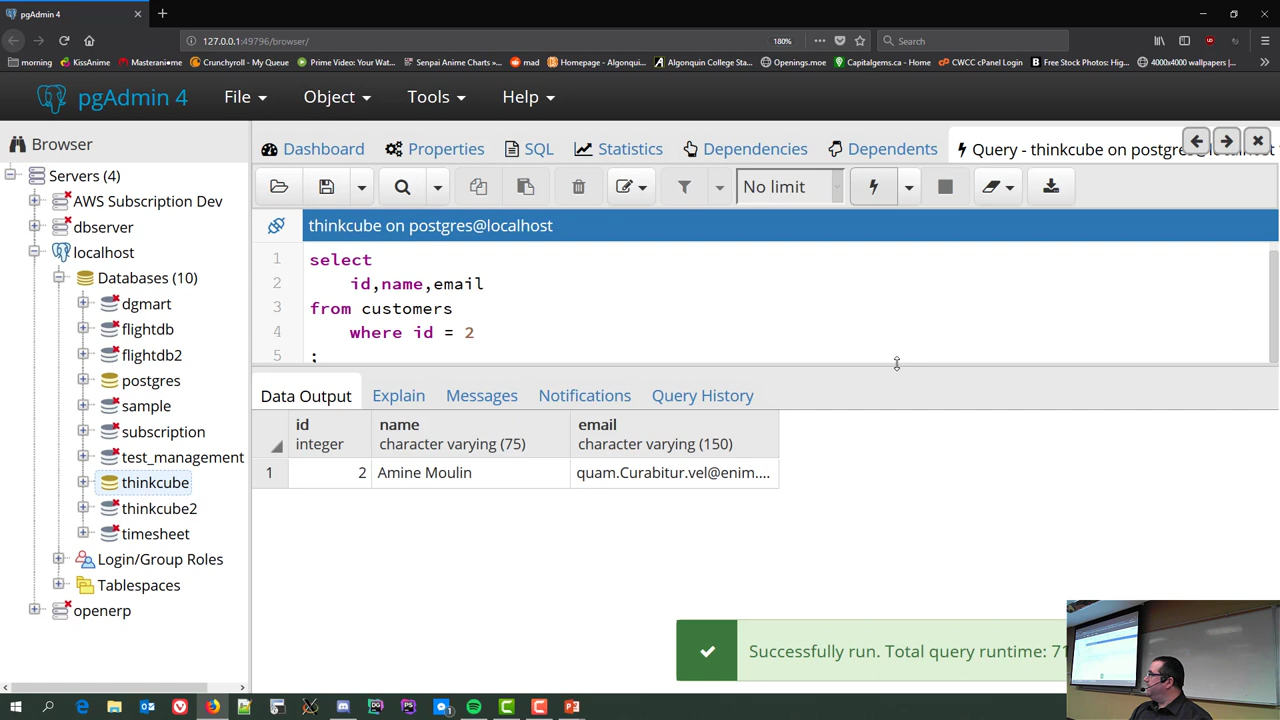 pgAdmin 4
127.0.0.1:49796/browser/
180%
Search
morning
KissAnime
Masterani•me
Crunchyroll - My Queue
Prime Video: Your Wat...
Senpai Anime Charts »...
mad
Homepage - Algonqui...
Algonquin College Sta...
Openings.moe
Capitalgems.ca - Home
CWCC cPanel Login
Free Stock Photos: Hig...
4000x4000 wallpapers |...
pgAdmin 4
File
Object
Tools
Help
Browser
Dashboard
Properties
SQL
Statistics
Dependencies
Dependents
Query - thinkcube on postgres@localhost
No limit
thinkcube on postgres@localhost
1 select
2 id,name,email
3 from customers
4 where id = 2
5 ;
Servers (4)
AWS Subscription Dev
dbserver
localhost
Databases (10)
dgmart
flightdb
flightdb2
postgres
sample
subscription
test_management
thinkcube
thinkcube2
timesheet
Login/Group Roles
Tablespaces
openerp
Data Output
Explain
Messages
Notifications
Query History
id
integer
name
character varying (75)
email
character varying (150)
1 2 Amine Moulin quam.Curabitur.vel@enim....
Successfully run. Total query runtime: 71